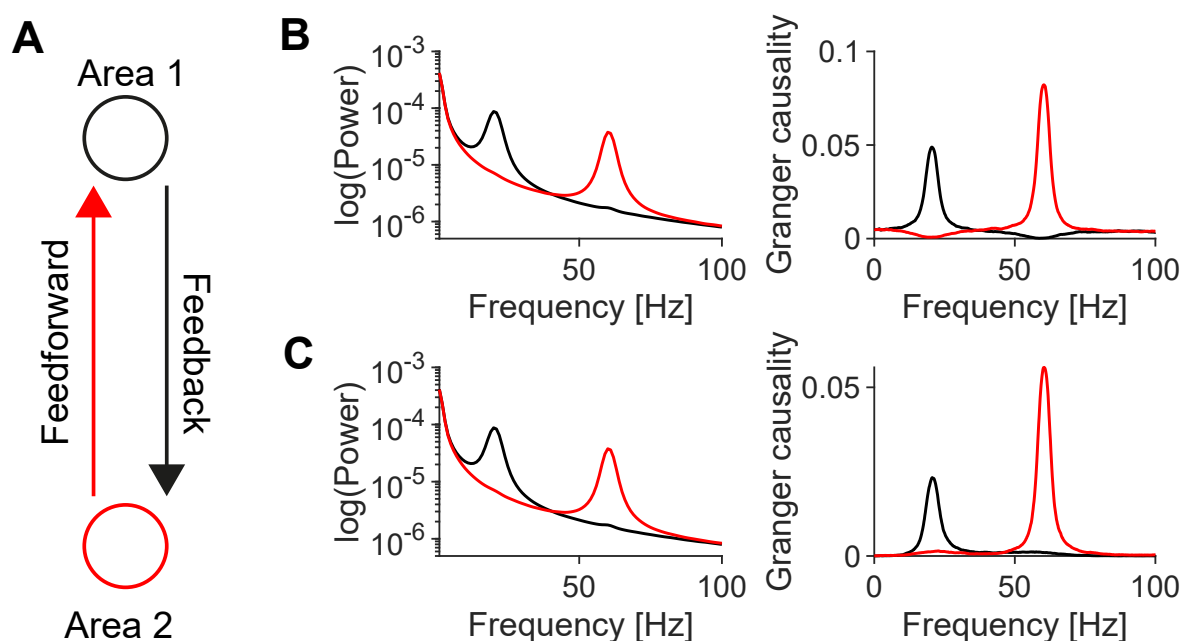 A
Area 1
Feedforward
Feedback
Area 2
B
log(Power)
10-3
10-4
10-5
10-6
50
100
Frequency [Hz]
Granger causality
0.1
0.05
0
0
50
100
Frequency [Hz]
C
log(Power)
10-3
10-4
10-5
10-6
50
100
Frequency [Hz]
Granger causality
0.05
0
0
50
100
Frequency [Hz]